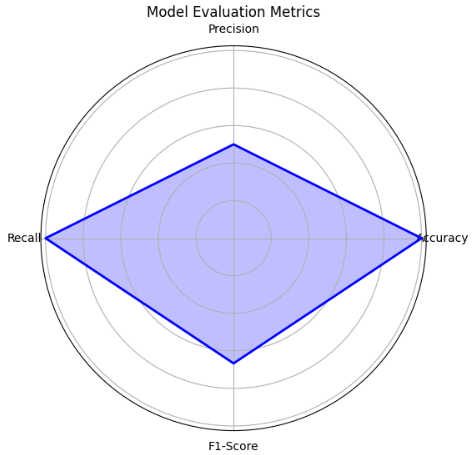 Model Evaluation Metrics
Precision
Recall
Accuracy
F1-Score